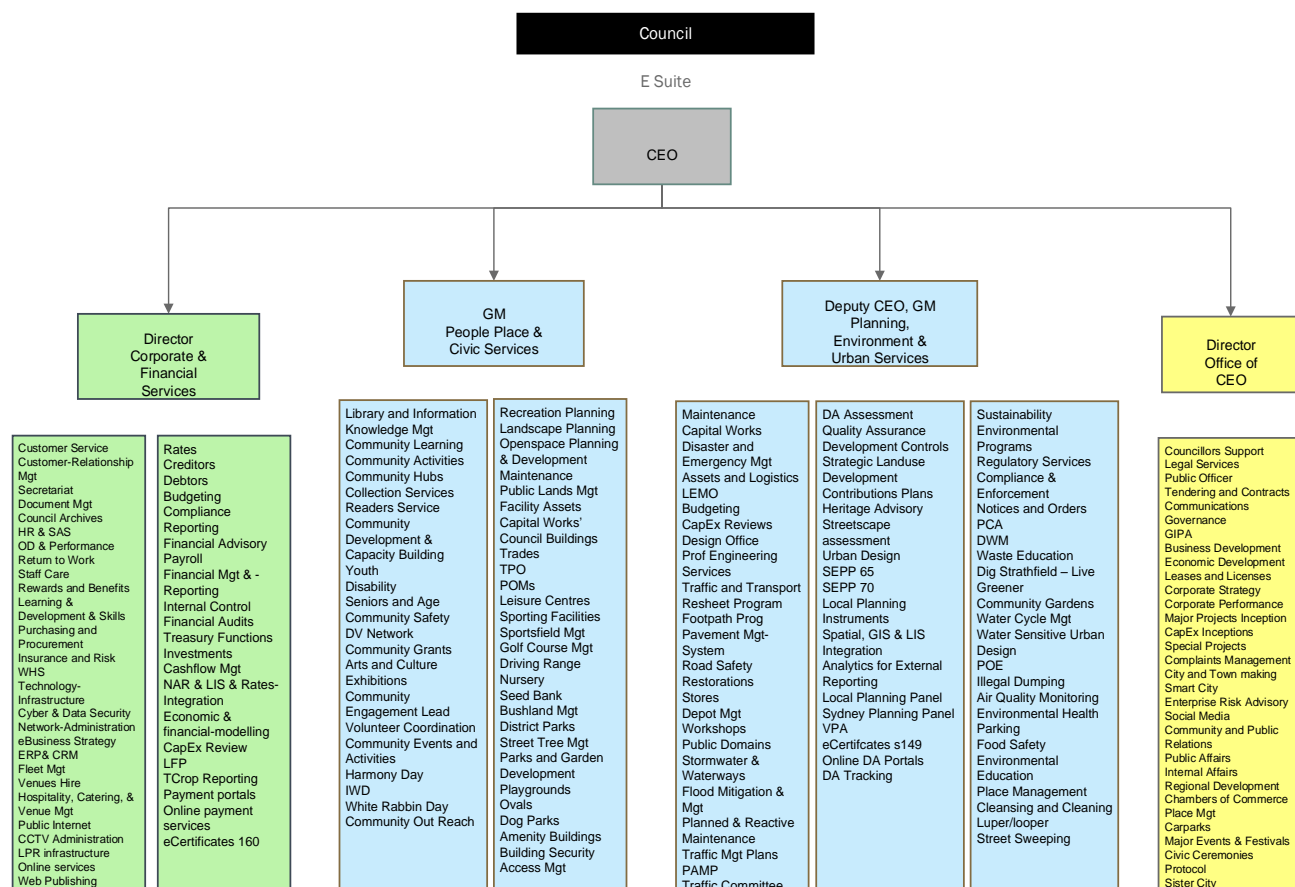 Council
E Suite
CEO
Director
Corporate &
Financial
Services
GM
People Place &
Civic Services
Deputy CEO, GM
Planning,
Environment &
Urban Services
Director
Office of
CEO
Customer Service
Customer-Relationship
Mgt
Secretariat
Document Mgt
Council Archives
HR & SAS
OD & Performance
Return to Work
Staff Care
Rewards and Benefits
Learning &
Development & Skills
Purchasing and
Procurement
Insurance and Risk
WHS
Technology-
Infrastructure
Cyber & Data Security
Network-Administration
eBusiness Strategy
ERP& CRM
Fleet Mgt
Venues Hire
Hospitality, Catering, &
Venue Mgt
Public Internet
CCTV Administration
LPR infrastructure
Online services
Web Publishing
Rates
Creditors
Debtors
Budgeting
Compliance
Reporting
Financial Advisory
Payroll
Financial Mgt & -
Reporting
Internal Control
Financial Audits
Treasury Functions
Investments
Cashflow Mgt
NAR & LIS & Rates-
Integration
Economic &
financial-modelling
CapEx Review
LFP
TCrop Reporting
Payment portals
Online payment
services
eCertificates 160
Library and Information
Knowledge Mgt
Community Learning
Community Activities
Community Hubs
Collection Services
Readers Service
Community
Development &
Capacity Building
Youth
Disability
Seniors and Age
Community Safety
DV Network
Community Grants
Arts and Culture
Exhibitions
Community
Engagement Lead
Volunteer Coordination
Community Events and
Activities
Harmony Day
IWD
White Rabbin Day
Community Out Reach
Recreation Planning
Landscape Planning
Openspace Planning
& Development
Maintenance
Public Lands Mgt
Facility Assets
Capital Works'
Council Buildings
Trades
TPO
POMs
Leisure Centres
Sporting Facilities
Sportsfield Mgt
Golf Course Mgt
Driving Range
Nursery
Seed Bank
Bushland Mgt
District Parks
Street Tree Mgt
Parks and Garden
Development
Playgrounds
Ovals
Dog Parks
Amenity Buildings
Building Security
Access Mgt
Maintenance
Capital Works
Disaster and
Emergency Mgt
Assets and Logistics
LEMO
Budgeting
CapEx Reviews
Design Office
Prof Engineering
Services
Traffic and Transport
Resheet Program
Footpath Prog
Pavement Mgt-
System
Road Safety
Restorations
Stores
Depot Mgt
Workshops
Public Domains
Stormwater &
Waterways
Flood Mitigation &
Mgt
Planned & Reactive
Maintenance
Traffic Mgt Plans
PAMP
Traffic Committee
DA Assessment
Quality Assurance
Development Controls
Strategic Landuse
Development
Contributions Plans
Heritage Advisory
Streetscape
assessment
Urban Design
SEPP 65
SEPP 70
Local Planning
Instruments
Spatial, GIS & LIS
Integration
Analytics for External
Reporting
Local Planning Panel
Sydney Planning Panel
VPA
eCertifcates s149
Online DA Portals
DA Tracking
Sustainability
Environmental
Programs
Regulatory Services
Compliance &
Enforcement
Notices and Orders
PCA
DWM
Waste Education
Dig Strathfield – Live
Greener
Community Gardens
Water Cycle Mgt
Water Sensitive Urban
Design
POE
Illegal Dumping
Air Quality Monitoring
Environmental Health
Parking
Food Safety
Environmental
Education
Place Management
Cleansing and Cleaning
Luper/looper
Street Sweeping
Councillors Support
Legal Services
Public Officer
Tendering and Contracts
Communications
Governance
GIPA
Business Development
Economic Development
Leases and Licenses
Corporate Strategy
Corporate Performance
Major Projects Inception
CapEx Inceptions
Special Projects
Complaints Management
City and Town making
Smart City
Enterprise Risk Advisory
Social Media
Community and Public
Relations
Public Affairs
Internal Affairs
Regional Development
Chambers of Commerce
Place Mgt
Carparks
Major Events & Festivals
Civic Ceremonies
Protocol
Sister City